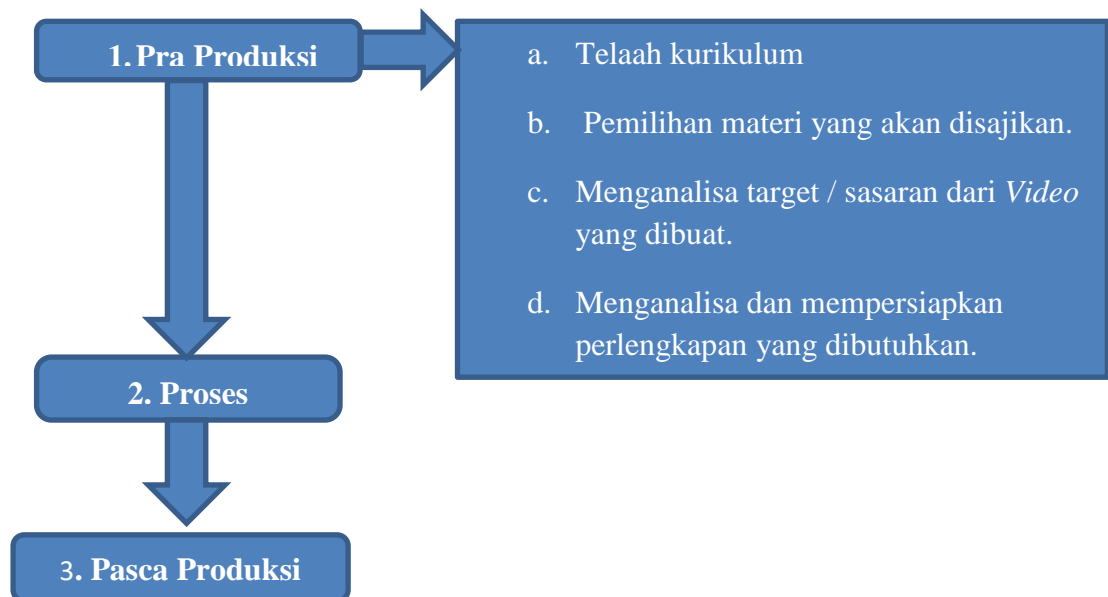 1. Pra Produksi
a. Telaah kurikulum
b. Pemilihan materi yang akan disajikan.
c. Menganalisa target / sasaran dari Video
yang dibuat.
d. Menganalisa dan mempersiapkan
perlengkapan yang dibutuhkan.
2. Proses
3. Pasca Produksi